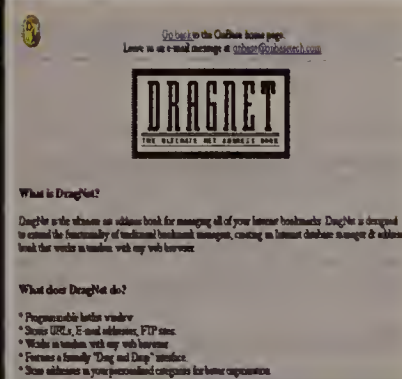 Go back to the OnBase home page.
Leave us an e-mail message at onbase@onbasetech.com
DRAGNET
THE ULTIMATE NET ADDRESS BOOK
What is DragNet?
DragNet is the ultimate net address book for managing all of your Internet bookmarks. DragNet is designed
to extend the functionality of traditional bookmark managers, creating an Internet database manager & address
book that works in tandem with any web browser.
What does DragNet do?
* Programmable hotlist window
* Stores URLs, E-mail addresses, FTP sites.
* Works in tandem with any web browser
* Features a friendly "Drag and Drop" interface.
* Store addresses in your personalized categories for better organization